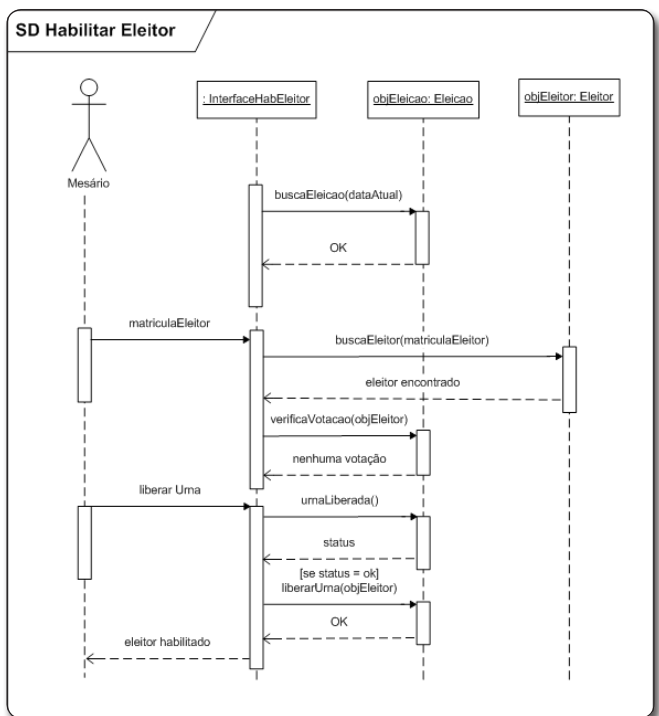 SD Habilitar Eleitor
: InterfaceHabEleitor
objEleicao: Eleicao
objEleitor: Eleitor
Mesário
buscaEleicao(dataAtual)
OK
matriculaEleitor
buscaEleitor(matriculaEleitor)
eleitor encontrado
verificaVotacao(objEleitor)
nenhuma votação
liberar Urna
urnaLiberada()
status
[se status = ok]
liberarUrna(objEleitor)
OK
eleitor habilitado